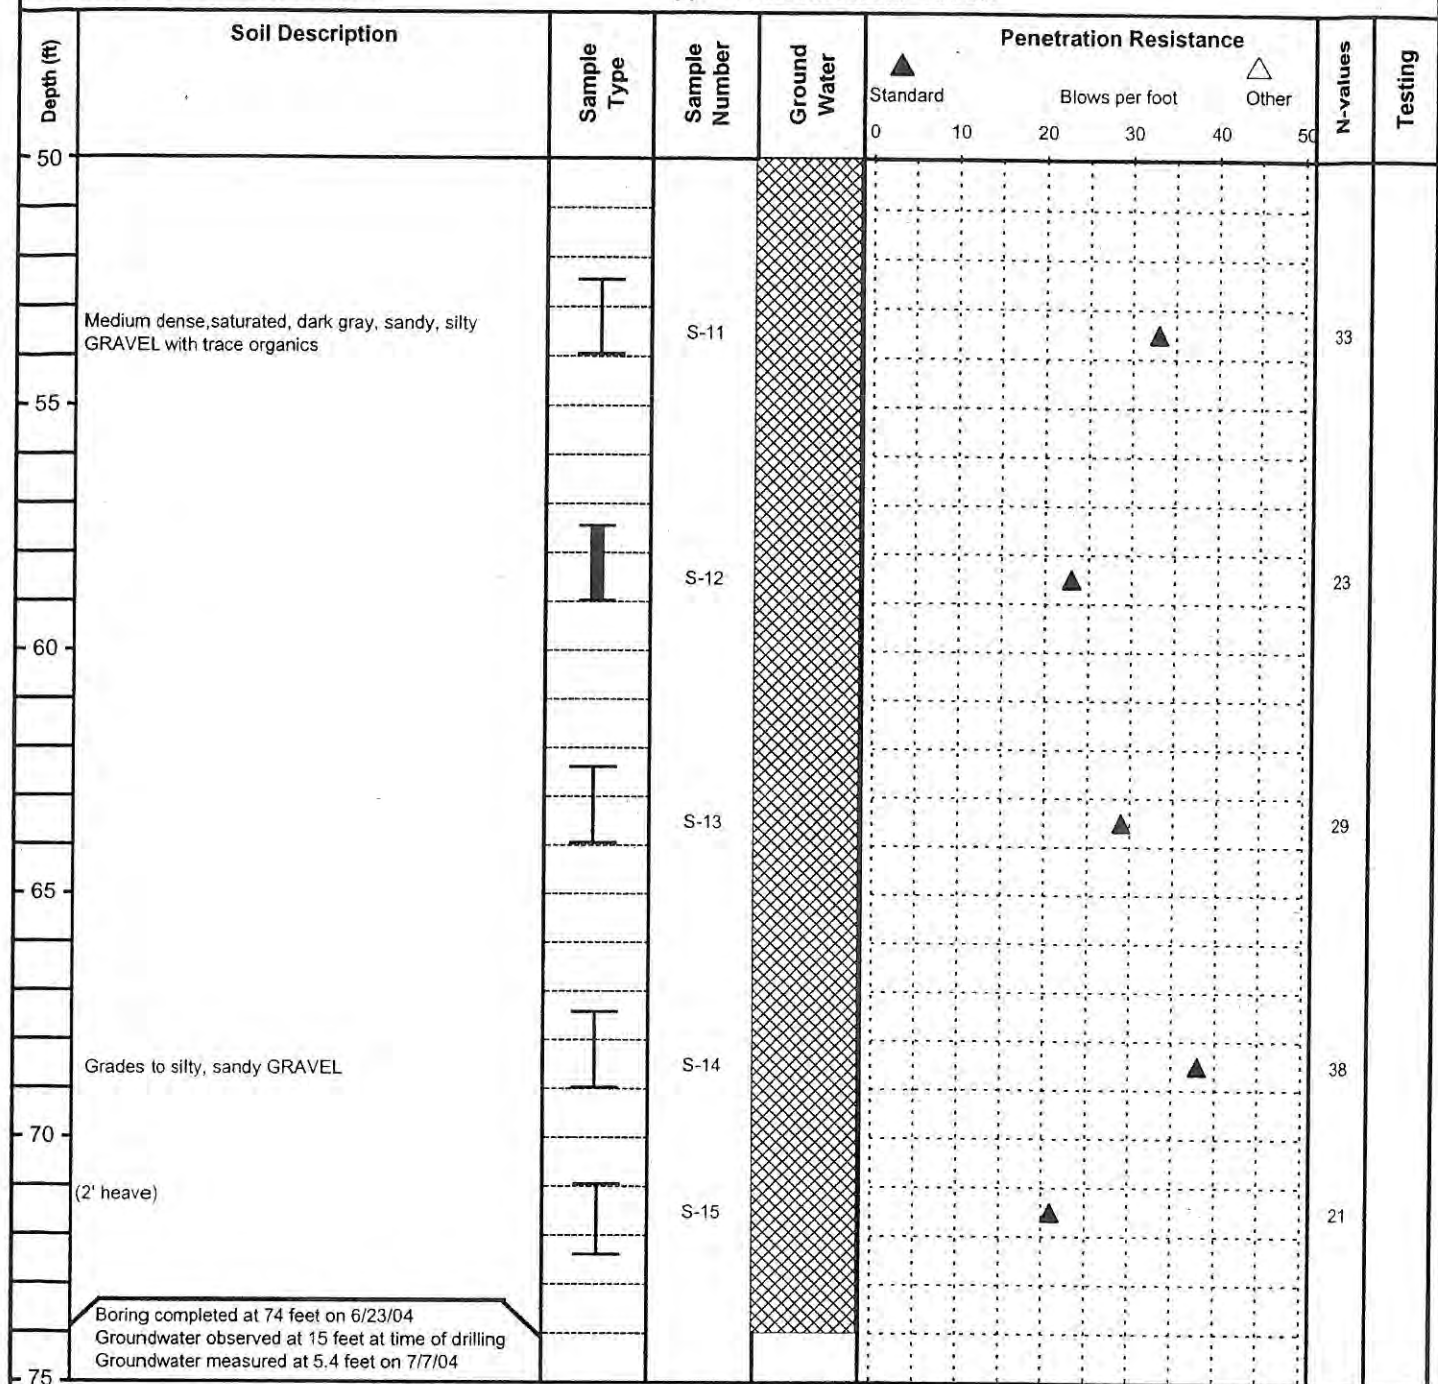 Depth (ft)
Soil Description
Sample Type
Sample Number
Ground Water
Penetration Resistance
Standard
Blows per foot
Other
0 10 20 30 40 50
N-values
Testing
50
Medium dense,saturated, dark gray, sandy, silty
GRAVEL with trace organics
S-11
33
55
S-12
23
60
S-13
29
65
Grades to silty, sandy GRAVEL
S-14
38
70
(2' heave)
S-15
21
Boring completed at 74 feet on 6/23/04
Groundwater observed at 15 feet at time of drilling
Groundwater measured at 5.4 feet on 7/7/04
75